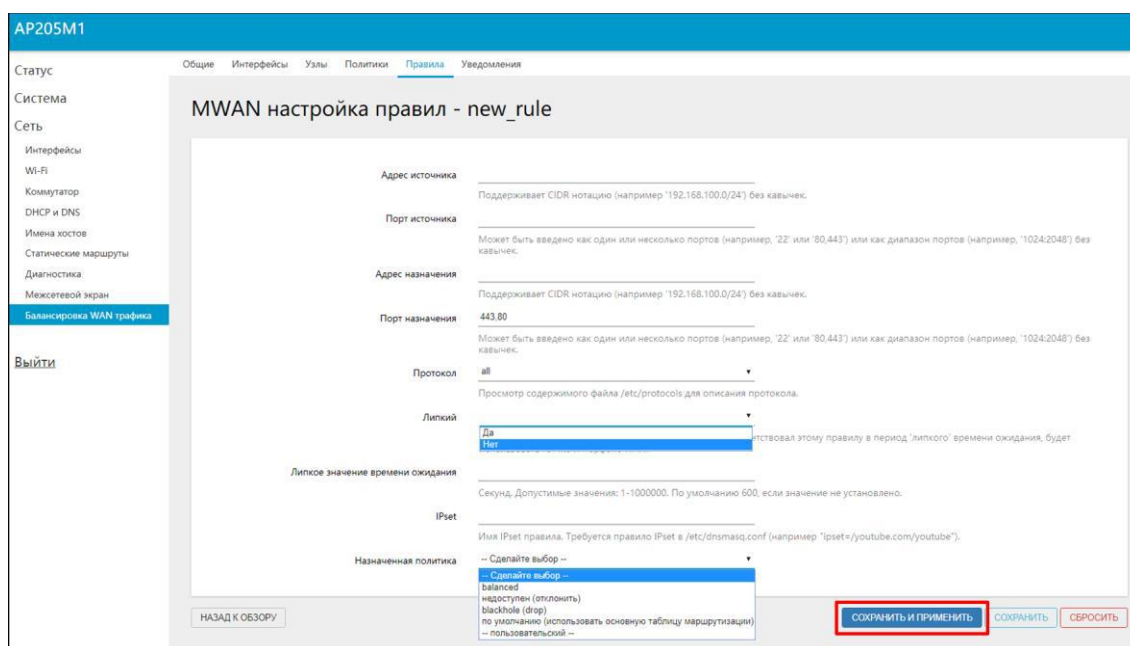 AP205M1
Статус
Система
Сеть
Интерфейсы
Wi-Fi
Коммутатор
DHCP и DNS
Имена хостов
Статические маршруты
Диагностика
Межсетевой экран
Балансировка WAN трафика
Выйти
Общие Интерфейсы Узлы Политики Правила Уведомления
MWAN настройка правил - new_rule
Адрес источника
Поддерживает CIDR нотацию (например '192.168.100.0/24') без кавычек.
Порт источника
Может быть введено как один или несколько портов (например, '22' или '80,443') или как диапазон портов (например, '1024:2048') без
кавычек.
Адрес назначения
Поддерживает CIDR нотацию (например '192.168.100.0/24') без кавычек.
Порт назначения 443,80
Может быть введено как один или несколько портов (например, '22' или '80,443') или как диапазон портов (например, '1024:2048') без
кавычек.
Протокол all
Просмотр содержимого файла /etc/protocols для описания протокола.
Липкий
Да
Нет
этому правилу в период 'липкого' времени ожидания, будет
Липкое значение времени ожидания
Секунд. Допустимые значения: 1-1000000. По умолчанию 600, если значение не установлено.
IPset
Имя IPset правила. Требуется правило IPset в /etc/dnsmasq.conf (например "ipset=/youtube.com/youtube").
Назначенная политика -- Сделайте выбор --
-- Сделайте выбор --
balanced
недоступен (отклонить)
blackhole (drop)
по умолчанию (использовать основную таблицу маршрутизации)
-- пользовательский --
НАЗАД К ОБЗОРУ СОХРАНИТЬ И ПРИМЕНИТЬ СОХРАНИТЬ СБРОСИТЬ